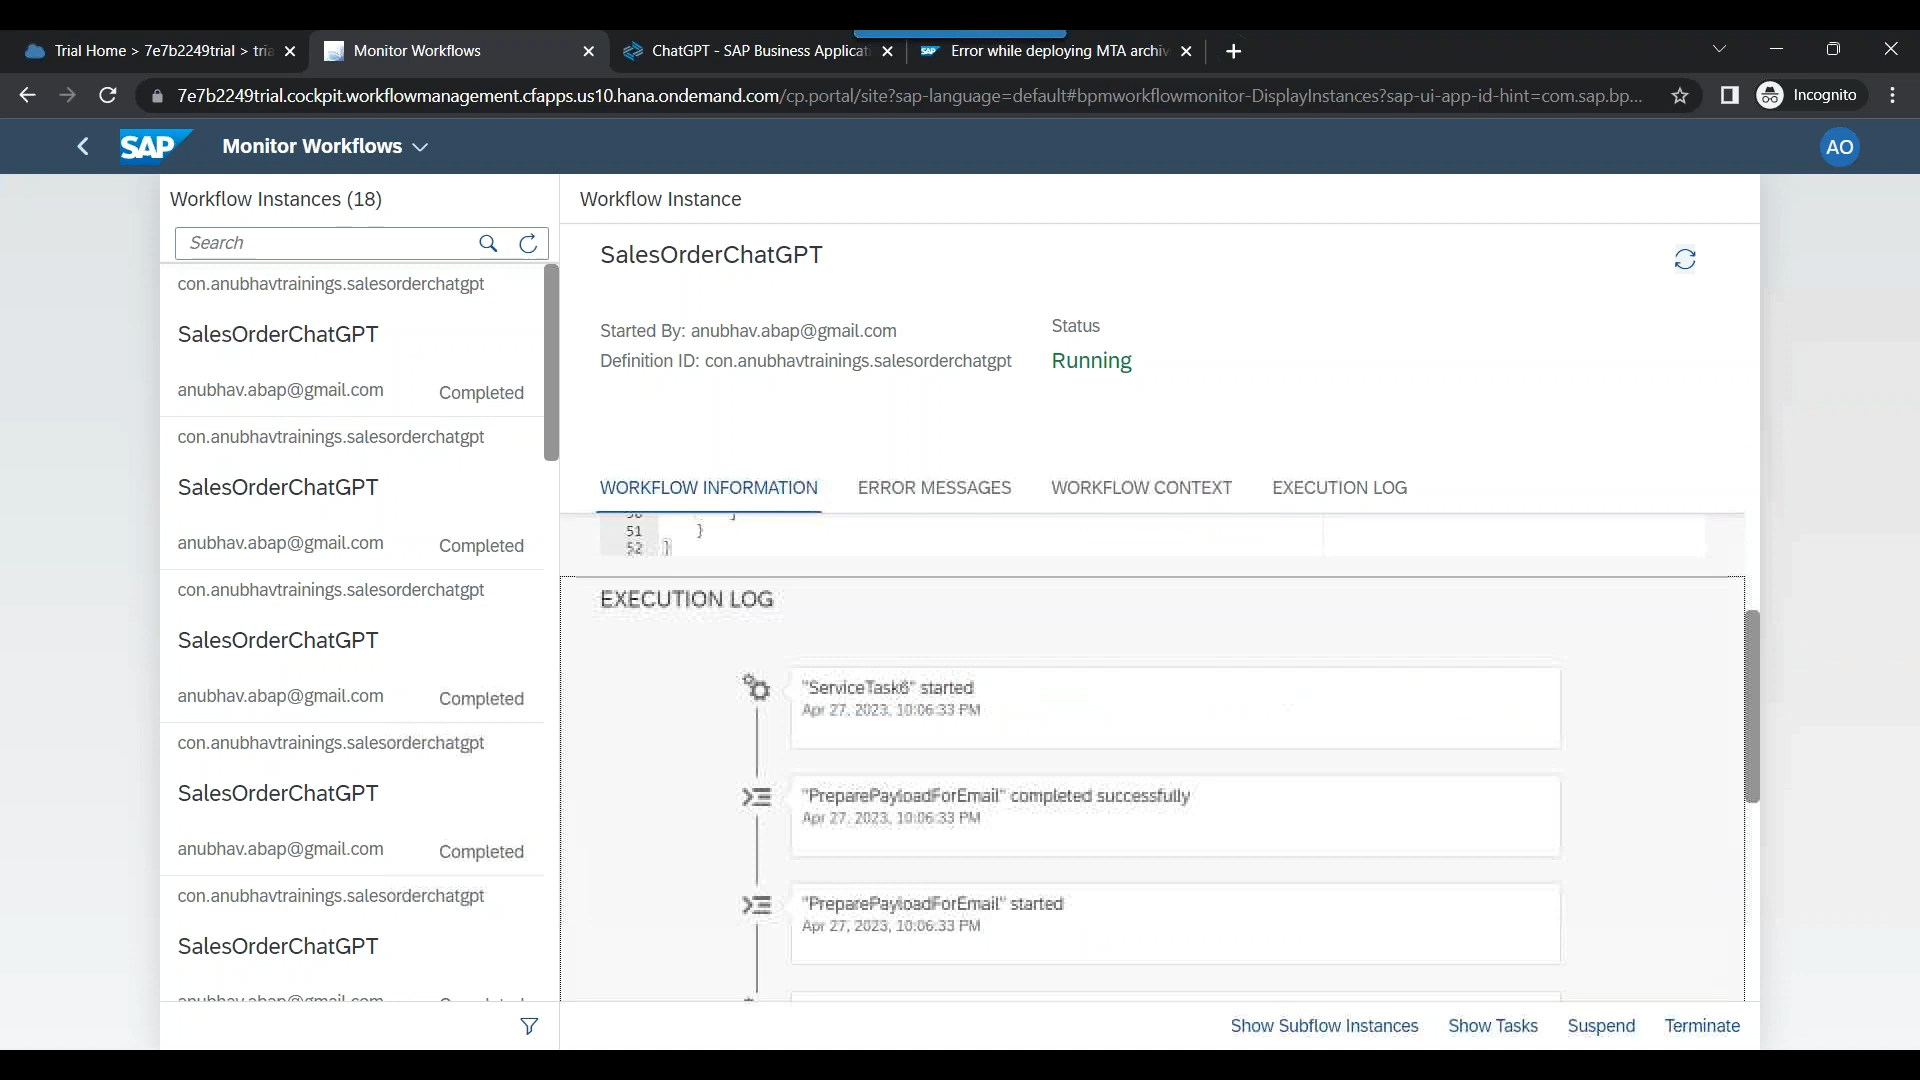 Trial Home > 7e7b2249trial > tria
Monitor Workflows
ChatGPT - SAP Business Applicati
SAP
Error while deploying MTA archiv
7e7b2249trial.cockpit.workflowmanagement.cfapps.us10.hana.ondemand.com/cp.portal/site?sap-language=default#bpmworkflowmonitor-DisplayInstances?sap-ui-app-id-hint=com.sap.bp...
Incognito
SAP
Monitor Workflows
AO
Workflow Instances (18)
Search
con.anubhavtrainings.salesorderchatgpt
SalesOrderChatGPT
anubhav.abap@gmail.com
Completed
con.anubhavtrainings.salesorderchatgpt
SalesOrderChatGPT
anubhav.abap@gmail.com
Completed
con.anubhavtrainings.salesorderchatgpt
SalesOrderChatGPT
anubhav.abap@gmail.com
Completed
con.anubhavtrainings.salesorderchatgpt
SalesOrderChatGPT
anubhav.abap@gmail.com
Completed
con.anubhavtrainings.salesorderchatgpt
SalesOrderChatGPT
Workflow Instance
SalesOrderChatGPT
Started By: anubhav.abap@gmail.com
Definition ID: con.anubhavtrainings.salesorderchatgpt
Status
Running
WORKFLOW INFORMATION
ERROR MESSAGES
WORKFLOW CONTEXT
EXECUTION LOG
51 }
52 }
EXECUTION LOG
"ServiceTask6" started
Apr 27, 2023, 10:06:33 PM
"PreparePayloadForEmail" completed successfully
Apr 27, 2023, 10:06:33 PM
"PreparePayloadForEmail" started
Apr 27, 2023, 10:06:33 PM
Show Subflow Instances
Show Tasks
Suspend
Terminate